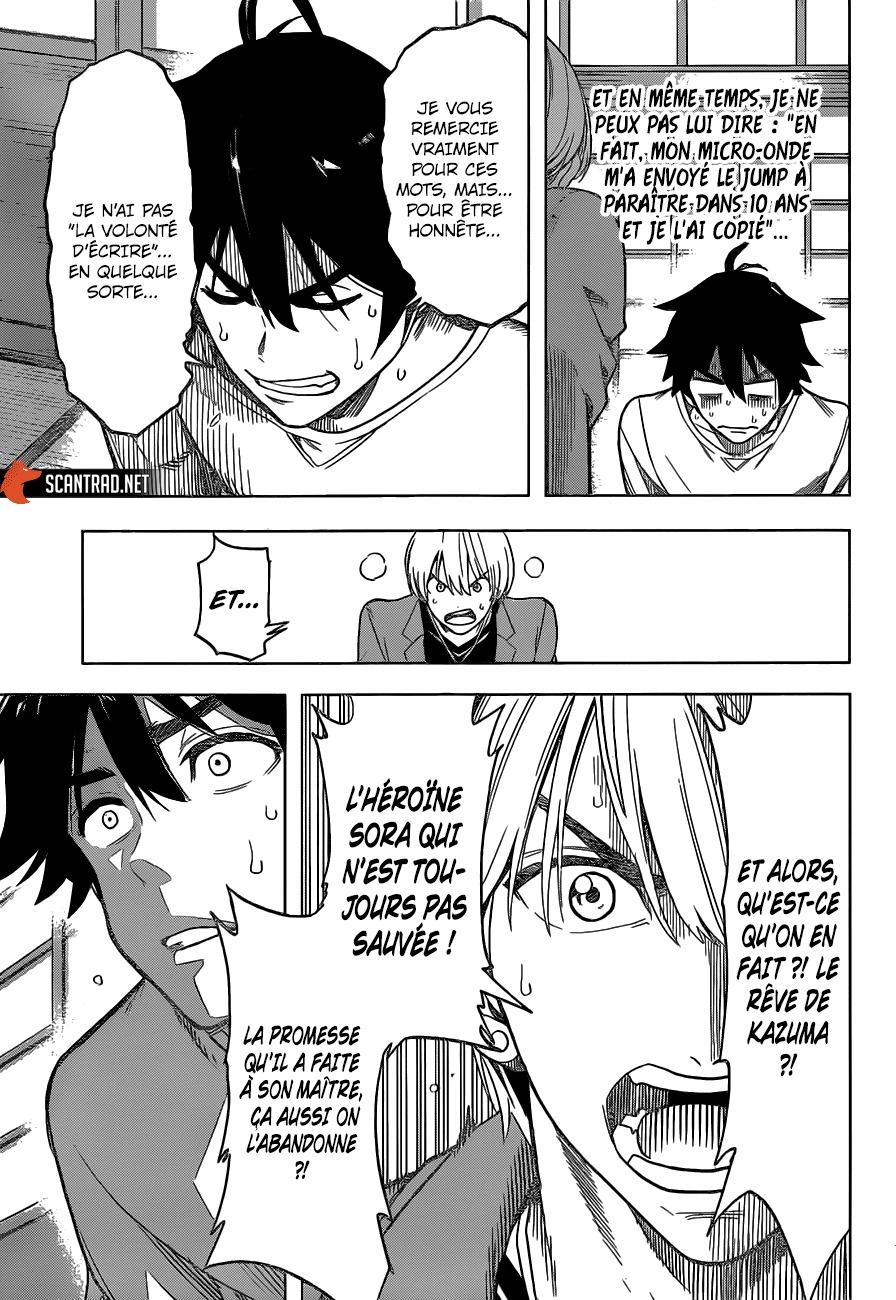 ET EN MÊME TEMPS, JE NE
PEUX PAS LUI DIRE : "EN
FAIT, MON MICRO-ONDE
M'A ENVOYÉ LE JUMP À
PARAÎTRE DANS 10 ANS
ET JE L'AI COPIÉ"...
JE VOUS
REMERCIE
VRAIMENT
POUR CES
MOTS, MAIS...
POUR ÊTRE
HONNÊTE...
JE N'AI PAS
"LA VOLONTÉ
D'ÉCRIRE"...
EN QUELQUE
SORTE...
SCANTRAD.NET
ET...
ET ALORS,
QU'EST-CE
QU'ON EN
FAIT ?! LE
RÊVE DE
KAZUMA
?!
L'HÉROÏNE
SORA QUI
N'EST TOU-
JOURS PAS
SAUVÉE !
LA PROMESSE
QU'IL A FAITE
À SON MAÎTRE,
ÇA AUSSI ON
L'ABANDONNE
?!